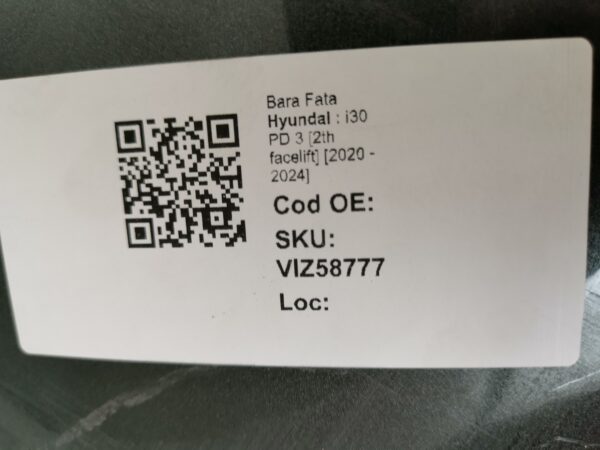 Bara Fata
Hyundai : i30
PD 3 [2th
facelift] [2020 -
2024]
Cod OE:
SKU:
VIZ58777
Loc: